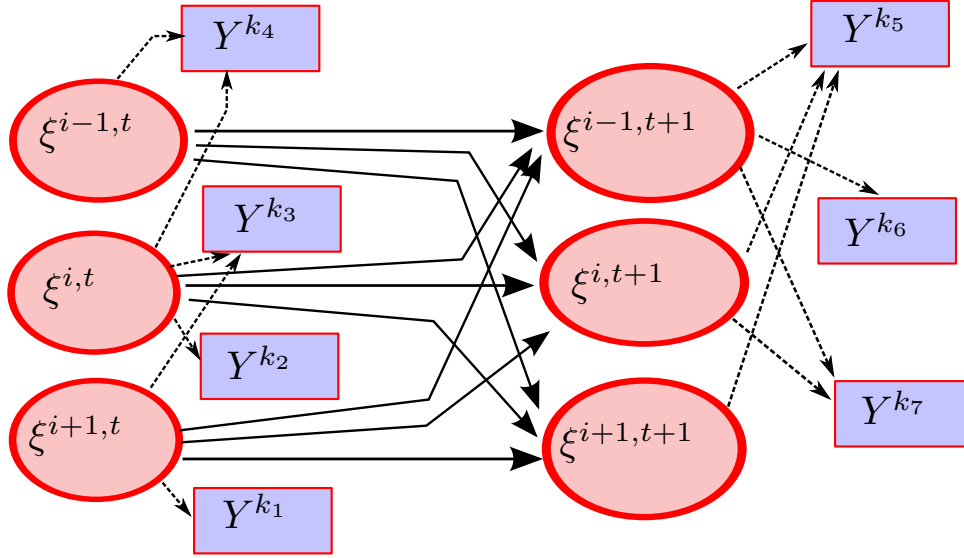 Y^{k_4}
Y^{k_5}
ξ^{i−1,t}
ξ^{i−1,t+1}
Y^{k_3}
Y^{k_6}
ξ^{i,t}
ξ^{i,t+1}
Y^{k_2}
Y^{k_7}
ξ^{i+1,t}
ξ^{i+1,t+1}
Y^{k_1}